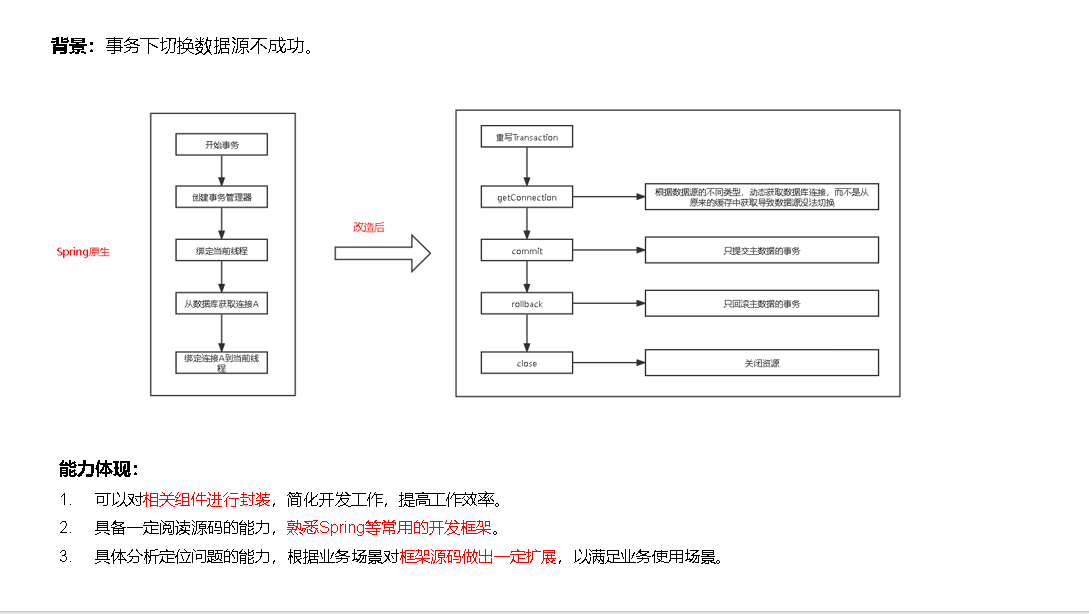 背景：事务下切换数据源不成功。
开始事务
创建事务管理器
绑定当前线程
从数据库获取连接A
绑定连接A到当前线
程
Spring原生
改造后
重写Transaction
getConnection
根据数据源的不同类型，动态获取数据库连接，而不是从
原来的缓存中获取导致数据源没法切换
commit
只提交主数据的事务
rollback
只回滚主数据的事务
close
关闭资源
能力体现：
1. 可以对相关组件进行封装，简化开发工作，提高工作效率。
2. 具备一定阅读源码的能力，熟悉Spring等常用的开发框架。
3. 具体分析定位问题的能力，根据业务场景对框架源码做出一定扩展，以满足业务使用场景。